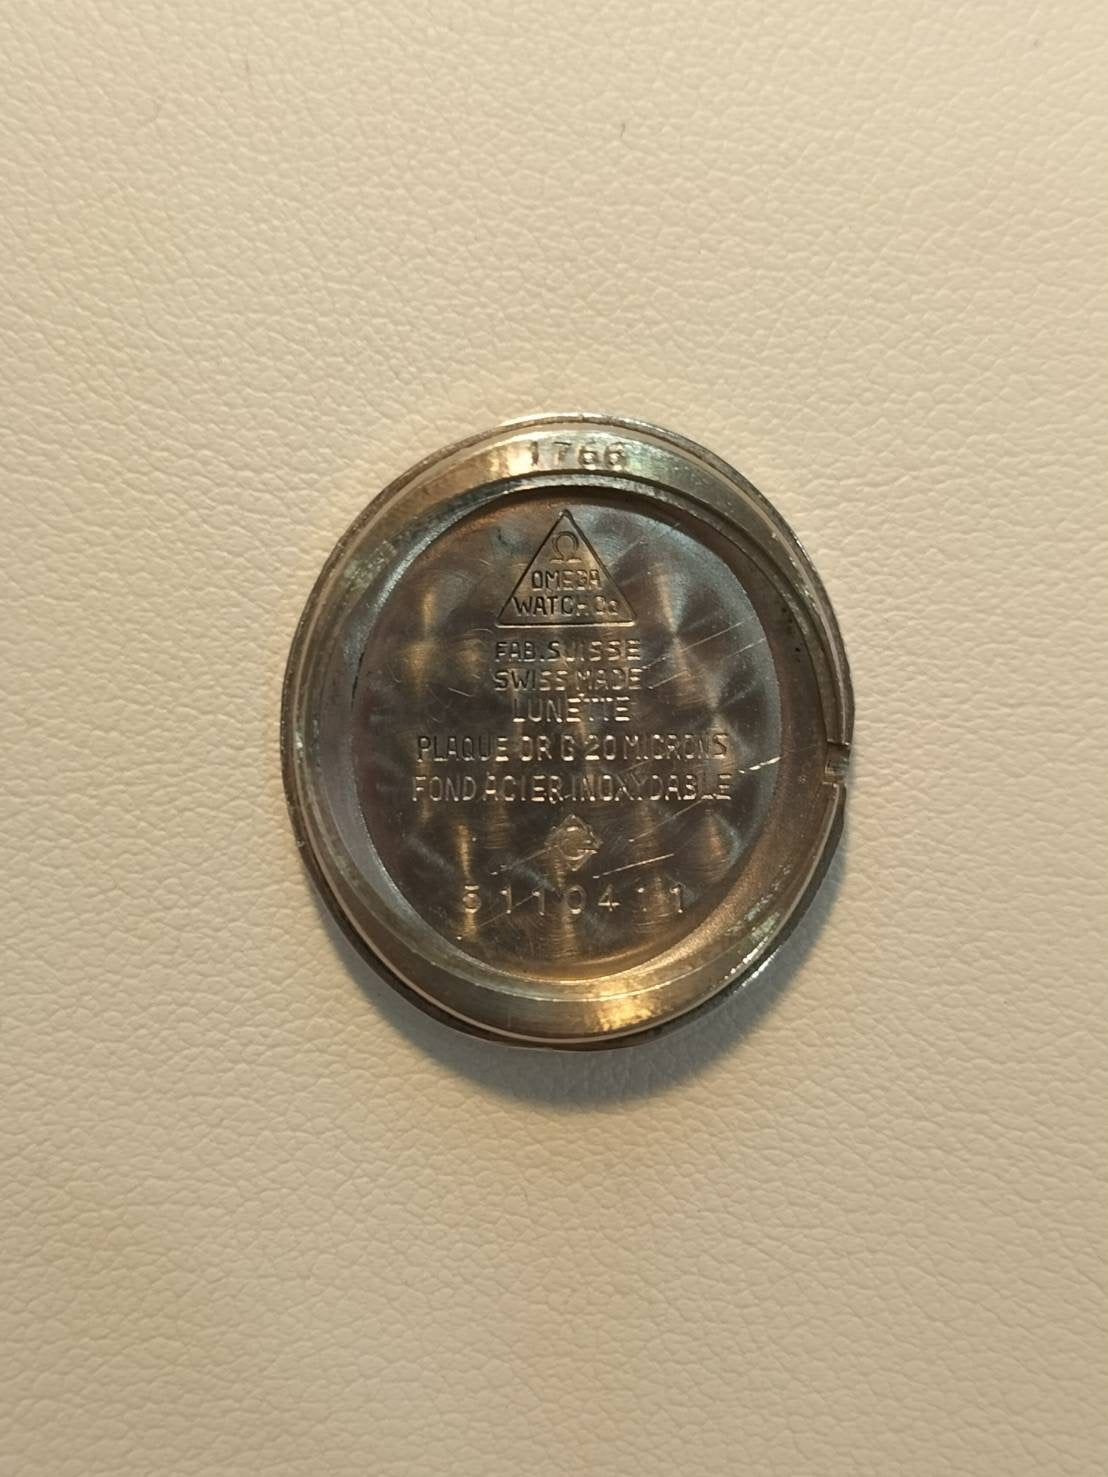 1766
Ω
OMEGA
WATCH Co
FAB. SUISSE
SWISS MADE
LUNETTE
PLAQUE OR G 20 MICRONS
FOND ACIER INOXYDABLE
5110411